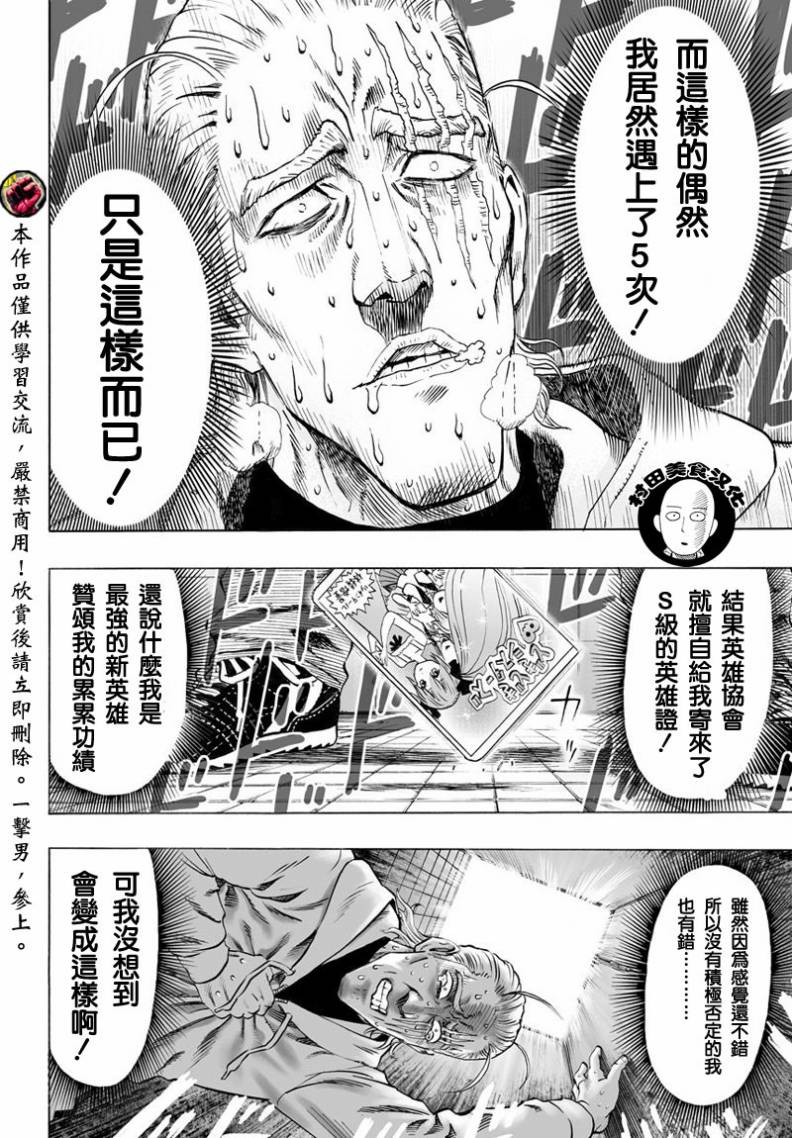 而這樣的偶然
我居然遇上了5次！
只是這樣而已！
村田美食汉化
結果英雄協會
就擅自給我寄來了
S級的英雄證！
還說什麼我是
最強的新英雄
贊頌我的累累功績
雖然因爲感覺還不錯
所以沒有積極否定的我
也有錯…………
可我沒想到
會變成這樣啊！
本作品僅供學習交流，嚴禁商用！欣賞後請立即刪除。一擊男，參上。